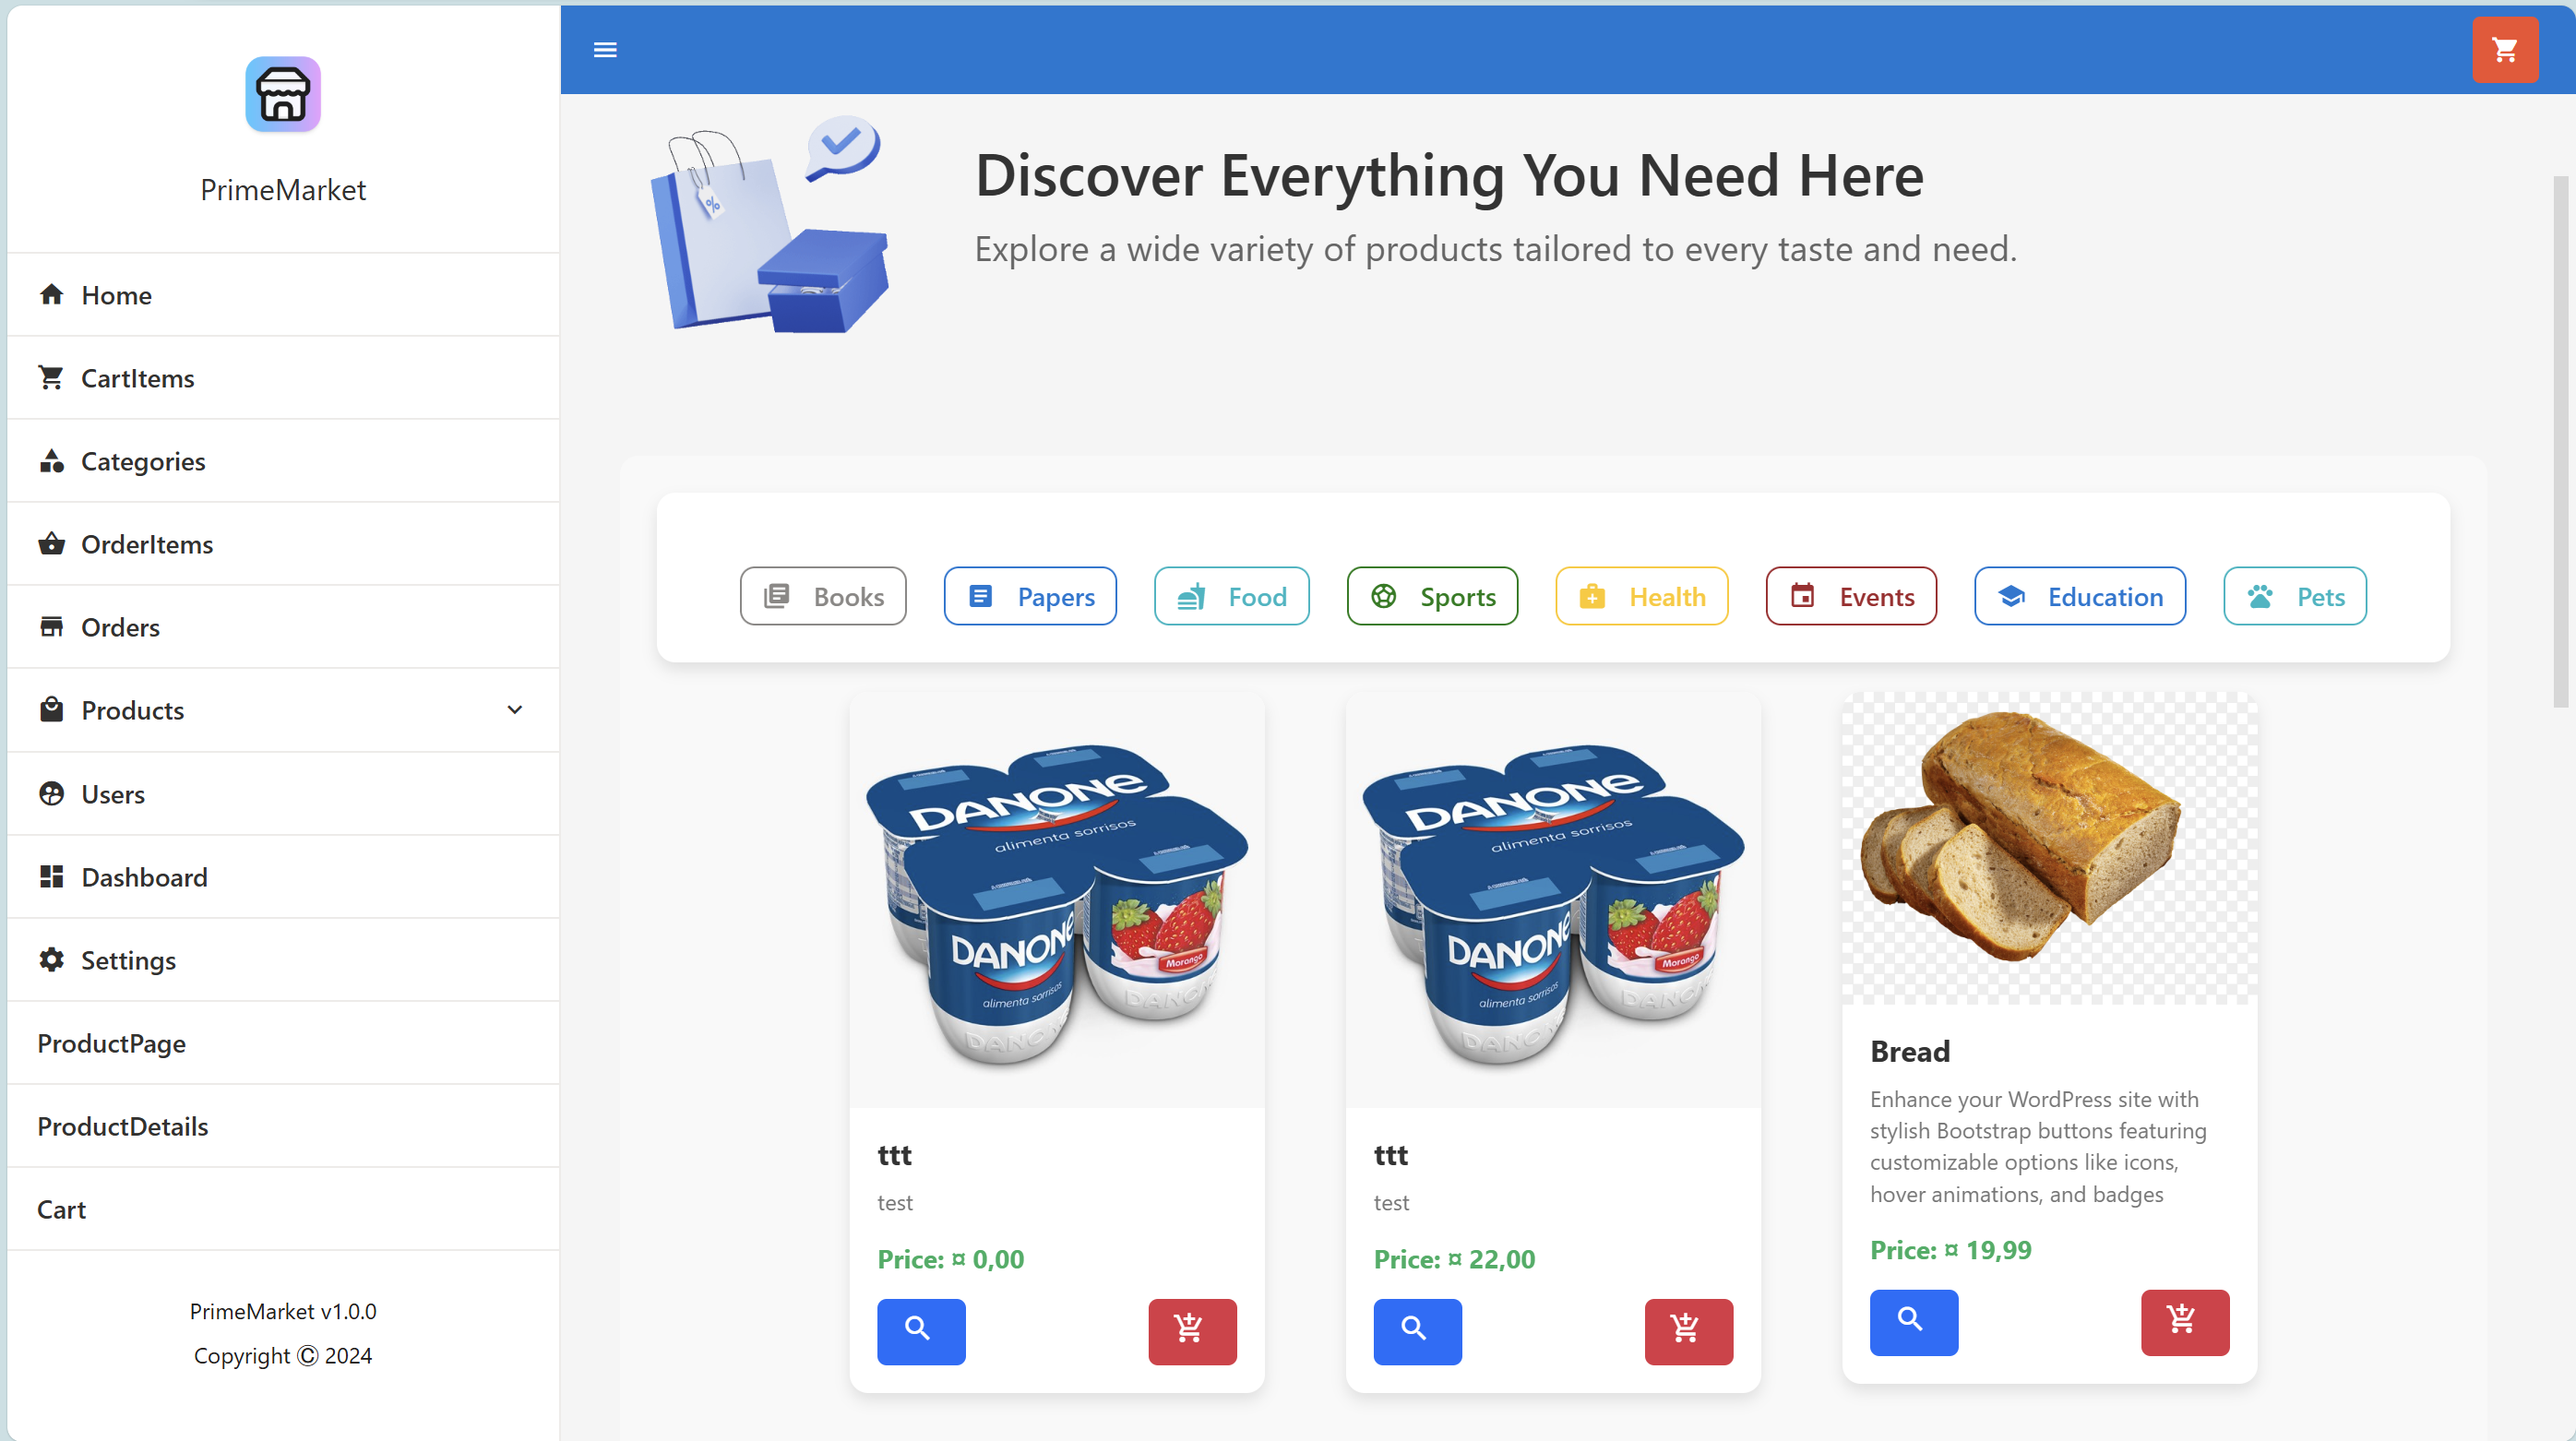 PrimeMarket
Home
CartItems
Categories
OrderItems
Orders
Products
Users
Dashboard
Settings
ProductPage
ProductDetails
Cart
PrimeMarket v1.0.0
Copyright © 2024
%
Discover Everything You Need Here
Explore a wide variety of products tailored to every taste and need.
Books
Papers
Food
Sports
Health
Events
Education
Pets
DANONE
alimenta sorrisos
DANONE
alimenta sorrisos
Morango
ttt
test
Price: ¤ 0,00
DANONE
alimenta sorrisos
DANONE
alimenta sorrisos
Morango
ttt
test
Price: ¤ 22,00
Bread
Enhance your WordPress site with
stylish Bootstrap buttons featuring
customizable options like icons,
hover animations, and badges
Price: ¤ 19,99